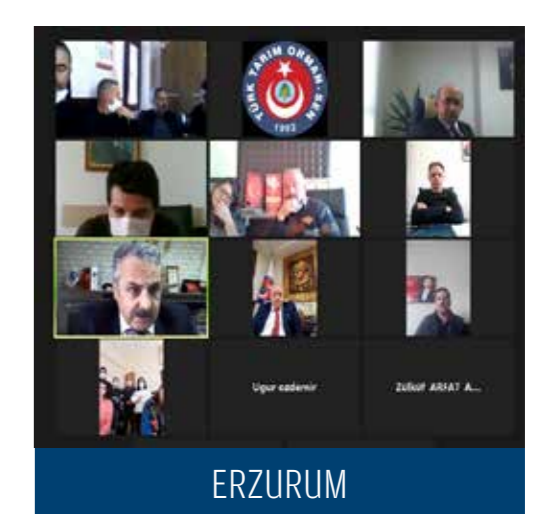 TÜRK TARIM ORMAN-SEN
1992
Ugur ozdemir
Zülküf ARFAT A...
ERZURUM